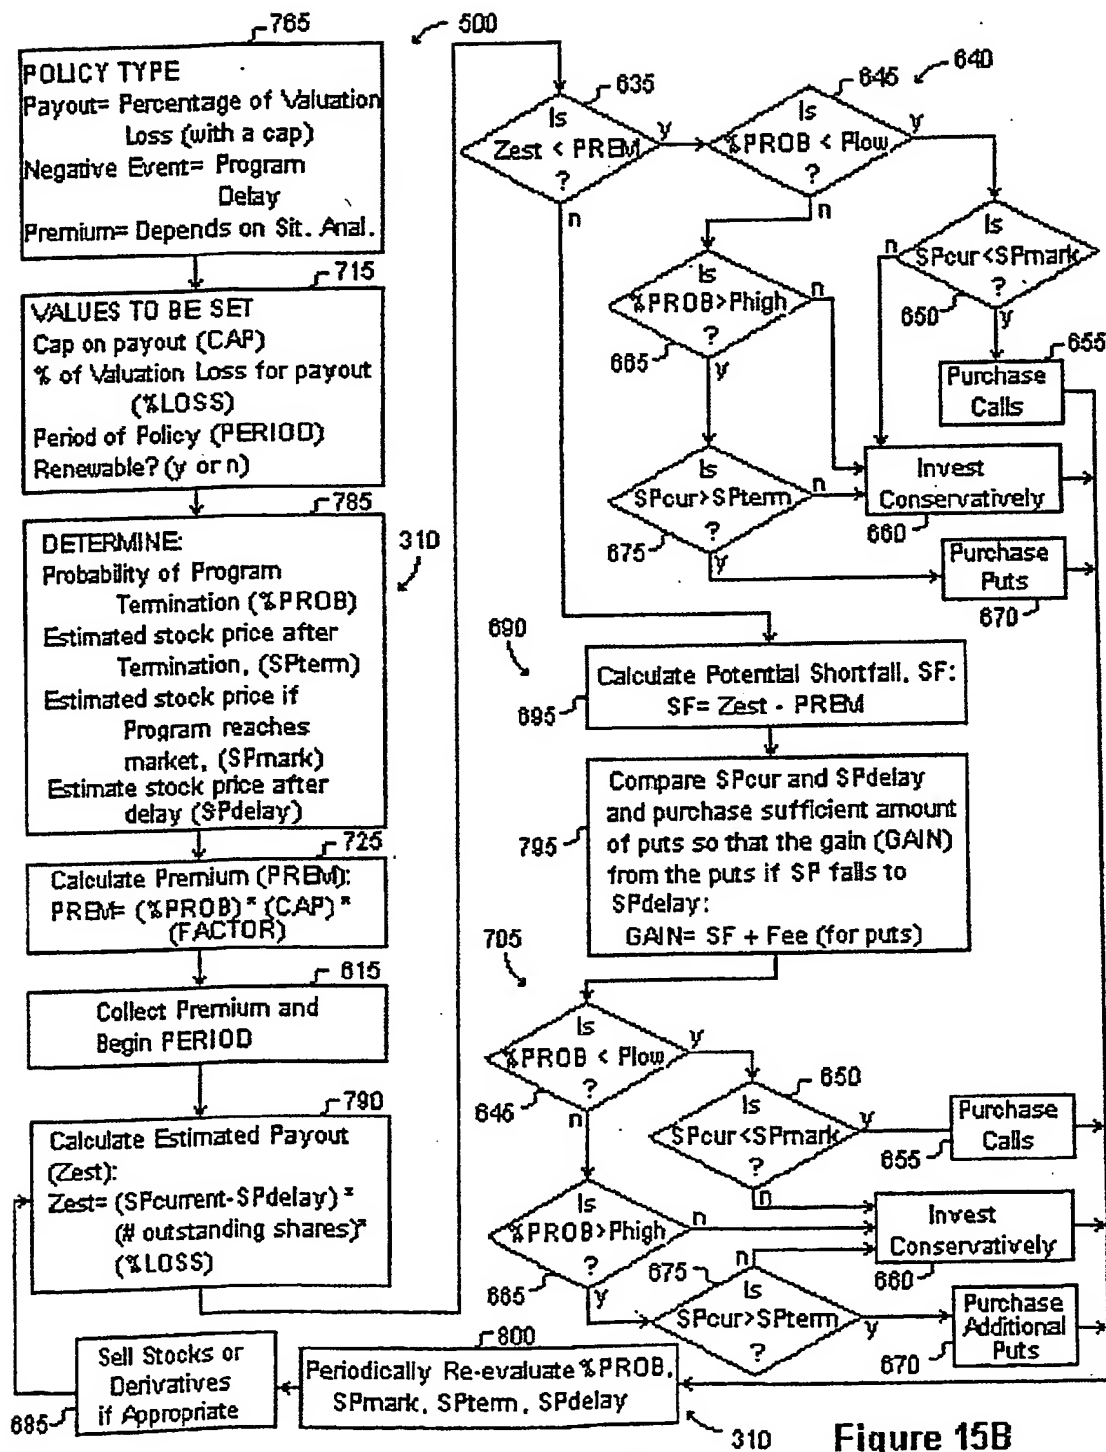 765
500
POLICY TYPE
Payout= Percentage of Valuation
Loss (with a cap)
Negative Event= Program
Delay
Premium= Depends on Sit. Anal.
715
VALUES TO BE SET
Cap on payout (CAP)
% of Valuation Loss for payout
(%LOSS)
Period of Policy (PERIOD)
Renewable? (y or n)
785
310
DETERMINE:
Probability of Program
Termination (%PROB)
Estimated stock price after
Termination, (SPterm)
Estimated stock price if
Program reaches
market, (SPmark)
Estimate stock price after
delay (SPdelay)
725
Calculate Premium (PREM):
PREM= (%PROB)* (CAP)*
(FACTOR)
615
Collect Premium and
Begin PERIOD
790
Calculate Estimated Payout
(Zest):
Zest= (SPcurrent-SPdelay)*
(# outstanding shares)*
(%LOSS)
635
Is
Zest < PREM
?
y
n
645
640
Is
%PROB < Plow
?
y
n
Is
SPcur<SPmark
?
n
y
650
655
Purchase
Calls
Is
%PROB>Phigh
?
n
y
665
Invest
Conservatively
660
Is
SPcur>SPterm
?
n
y
675
Purchase
Puts
670
690
Calculate Potential Shortfall, SF:
SF= Zest - PREM
695
Compare SPcur and SPdelay
and purchase sufficient amount
of puts so that the gain (GAIN)
from the puts if SP falls to
SPdelay:
GAIN= SF + Fee (for puts)
795
705
Is
%PROB < Plow
?
y
n
645
650
Is
SPcur<SPmark
?
y
n
Purchase
Calls
655
Is
%PROB>Phigh
?
n
y
665
Invest
Conservatively
660
675
n
Is
SPcur>SPterm
?
y
Purchase
Additional
Puts
670
800
Periodically Re-evaluate %PROB,
SPmark, SPterm, SPdelay
310
Sell Stocks or
Derivatives
if Appropriate
685
Figure 15B